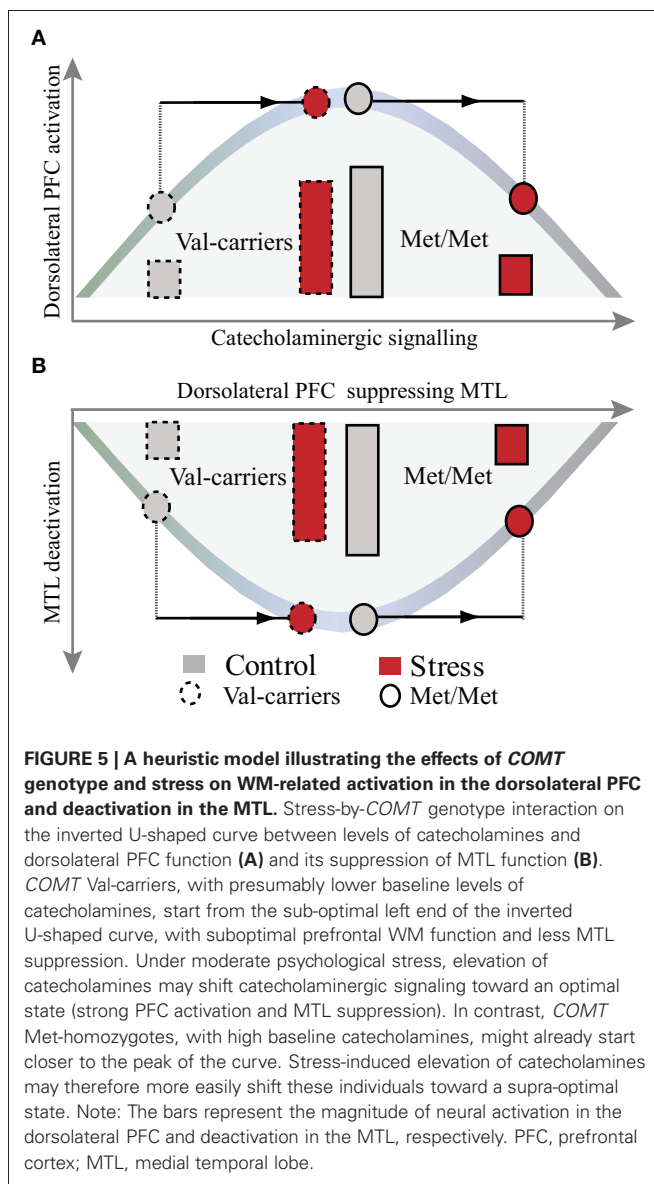 A
Dorsolateral PFC activation
Val-carriers
Met/Met
Catecholaminergic signalling
B
Dorsolateral PFC suppressing MTL
MTL deactivation
Val-carriers
Met/Met
Control
Stress
Val-carriers
Met/Met
FIGURE 5 | A heuristic model illustrating the effects of COMT
genotype and stress on WM-related activation in the dorsolateral PFC
and deactivation in the MTL. Stress-by-COMT genotype interaction on
the inverted U-shaped curve between levels of catecholamines and
dorsolateral PFC function (A) and its suppression of MTL function (B).
COMT Val-carriers, with presumably lower baseline levels of
catecholamines, start from the sub-optimal left end of the inverted
U-shaped curve, with suboptimal prefrontal WM function and less MTL
suppression. Under moderate psychological stress, elevation of
catecholamines may shift catecholaminergic signaling toward an optimal
state (strong PFC activation and MTL suppression). In contrast, COMT
Met-homozygotes, with high baseline catecholamines, might already start
closer to the peak of the curve. Stress-induced elevation of catecholamines
may therefore more easily shift these individuals toward a supra-optimal
state. Note: The bars represent the magnitude of neural activation in the
dorsolateral PFC and deactivation in the MTL, respectively. PFC, prefrontal
cortex; MTL, medial temporal lobe.